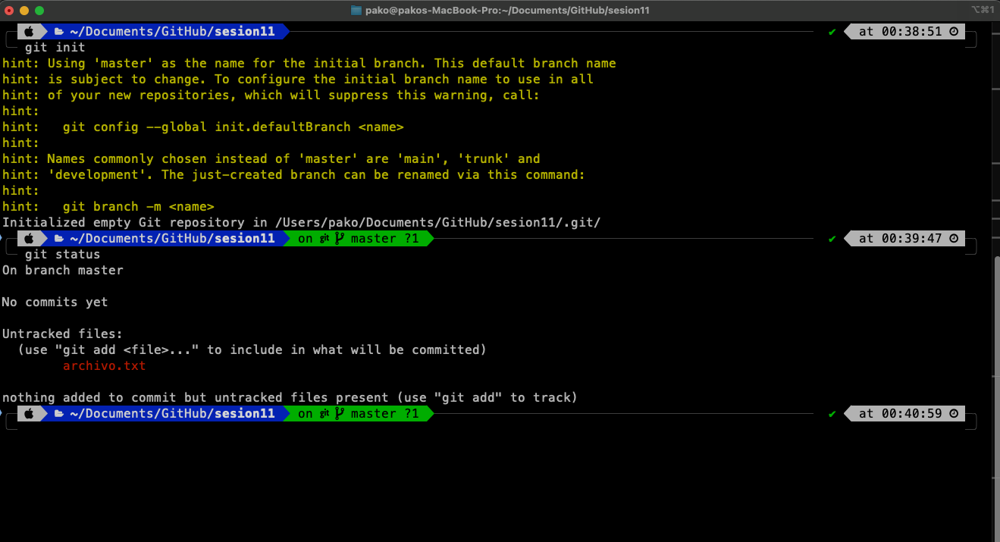 pako@pakos-MacBook-Pro:~/Documents/GitHub/sesion11 ⌥⌘1
~/Documents/GitHub/sesion11 ✔ at 00:38:51
git init
hint: Using 'master' as the name for the initial branch. This default branch name
hint: is subject to change. To configure the initial branch name to use in all
hint: of your new repositories, which will suppress this warning, call:
hint:
hint:   git config --global init.defaultBranch <name>
hint:
hint: Names commonly chosen instead of 'master' are 'main', 'trunk' and
hint: 'development'. The just-created branch can be renamed via this command:
hint:
hint:   git branch -m <name>
Initialized empty Git repository in /Users/pako/Documents/GitHub/sesion11/.git/
~/Documents/GitHub/sesion11 on git master ?1 ✔ at 00:39:47
git status
On branch master
No commits yet
Untracked files:
  (use "git add <file>..." to include in what will be committed)
        archivo.txt
nothing added to commit but untracked files present (use "git add" to track)
~/Documents/GitHub/sesion11 on git master ?1 ✔ at 00:40:59